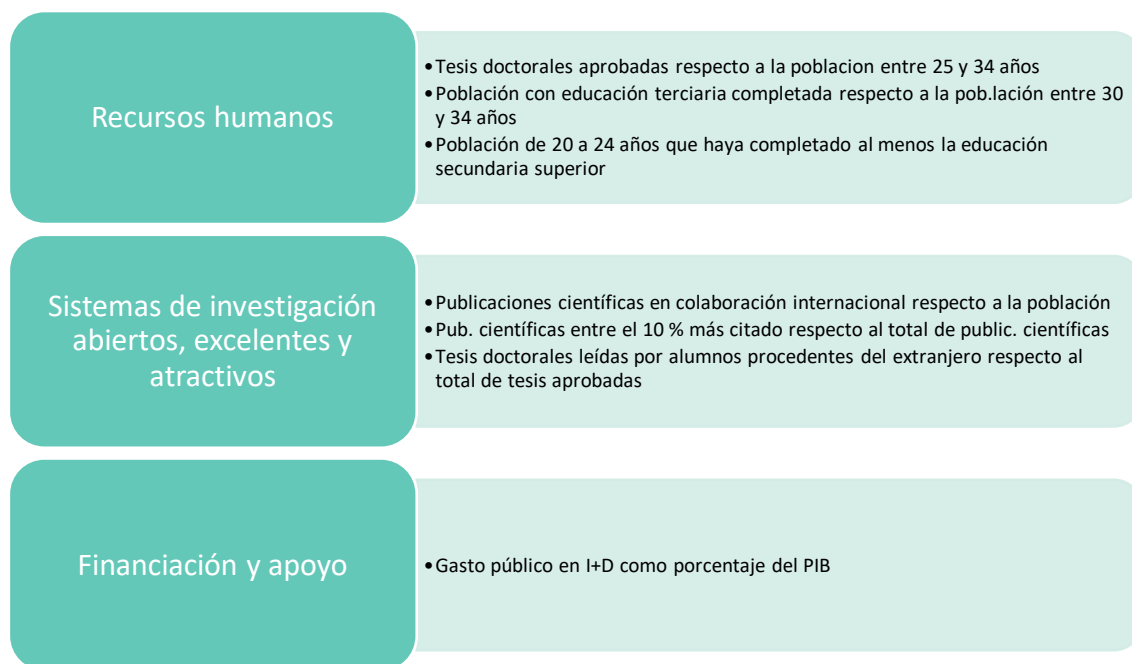 Recursos humanos
•Tesis doctorales aprobadas respecto a la poblacion entre 25 y 34 años
•Población con educación terciaria completada respecto a la pob.lación entre 30
y 34 años
•Población de 20 a 24 años que haya completado al menos la educación
secundaria superior
Sistemas de investigación
abiertos, excelentes y
atractivos
•Publicaciones científicas en colaboración internacional respecto a la población
•Pub. científicas entre el 10 % más citado respecto al total de public. científicas
•Tesis doctorales leídas por alumnos procedentes del extranjero respecto al
total de tesis aprobadas
Financiación y apoyo
•Gasto público en I+D como porcentaje del PIB